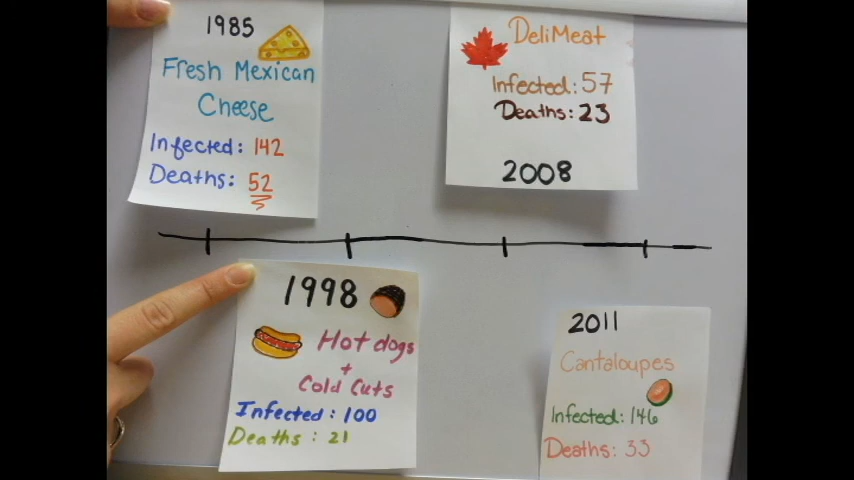 1985
Fresh Mexican
Cheese
Infected: 142
Deaths: 52
DeliMeat
Infected: 57
Deaths: 23
2008
1998
Hot dogs
+
Cold Cuts
Infected: 100
Deaths: 21
2011
Cantaloupes
Infected: 146
Deaths: 33